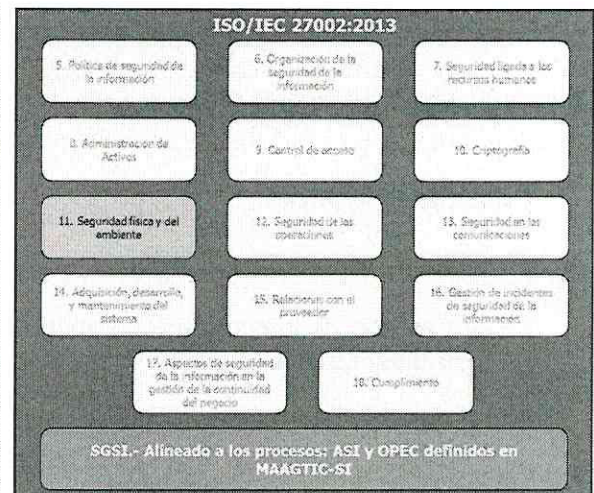 ISO/IEC 27002:2013
5. Política de seguridad de
la información
6. Organización de la
seguridad de la
información
7. Seguridad ligada a los
recursos humanos
8. Administración de
Activos
9. Control de acceso
10. Criptografía
11. Seguridad física y del
ambiente
12. Seguridad de las
operaciones
13. Seguridad en las
comunicaciones
14. Adquisición, desarrollo,
y mantenimiento del
sistema
15. Relaciones con el
proveedor
16. Gestión de incidentes
de seguridad de la
información
17. Aspectos de seguridad
de la información en la
gestión de la continuidad
del negocio
18. Cumplimiento
SGSI.- Alineado a los procesos: ASI y OPEC definidos en
MAAGTIC-SI